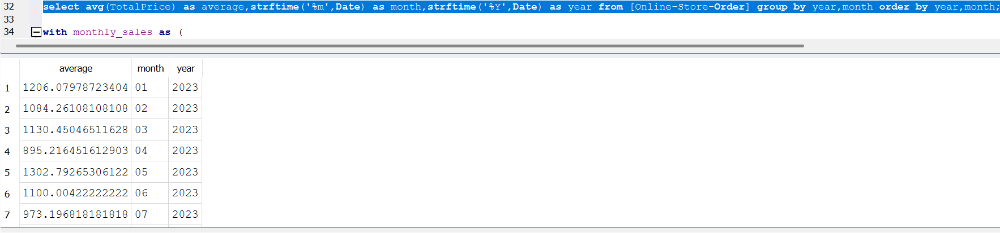 32 select avg(TotalPrice) as average,strftime('%m',Date) as month,strftime('%Y',Date) as year from [Online-Store-Order] group by year,month order by year,month;
33
34 with monthly_sales as (
average month year
1 1206.07978723404 01 2023
2 1084.26108108108 02 2023
3 1130.45046511628 03 2023
4 895.216451612903 04 2023
5 1302.79265306122 05 2023
6 1100.00422222222 06 2023
7 973.196818181818 07 2023